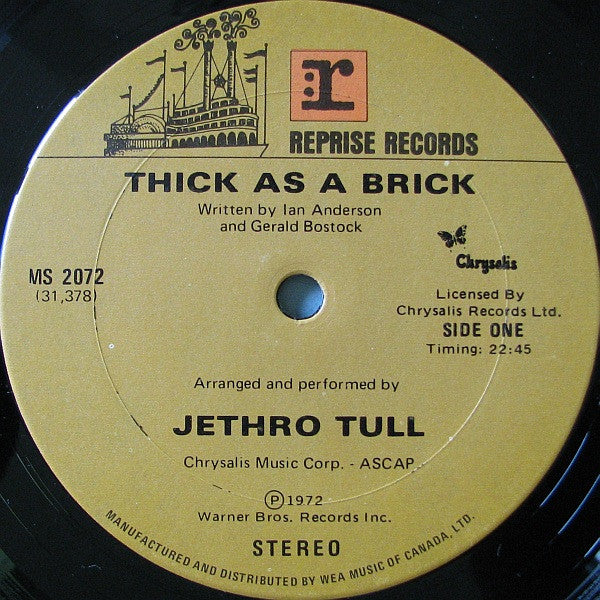 r
REPRISE RECORDS
THICK AS A BRICK
Written by Ian Anderson
and Gerald Bostock
MS 2072
(31,378)
Chrysalis
Licensed By
Chrysalis Records Ltd.
SIDE ONE
Timing: 22:45
Arranged and performed by
JETHRO TULL
Chrysalis Music Corp. - ASCAP
Ⓟ1972
Warner Bros. Records Inc.
STEREO
MANUFACTURED AND DISTRIBUTED BY WEA MUSIC OF CANADA, LTD.